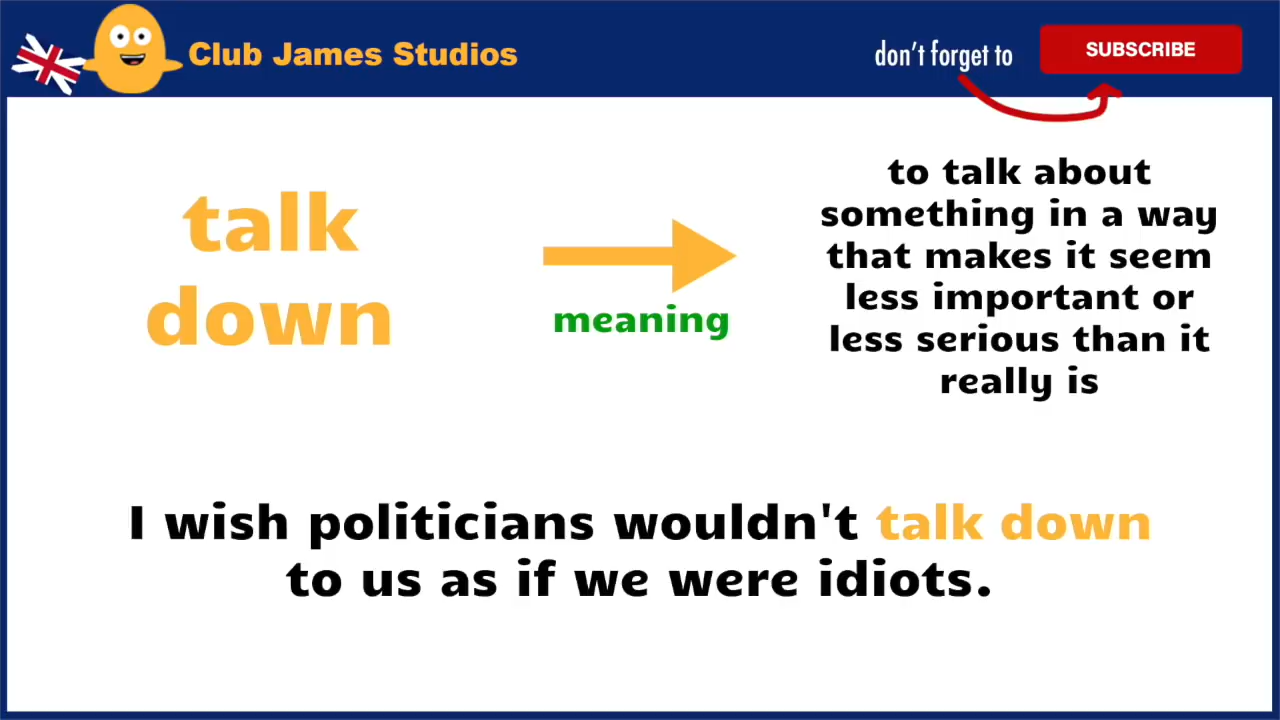 Club James Studios
don't forget to
SUBSCRIBE
talk
down
meaning
to talk about
something in a way
that makes it seem
less important or
less serious than it
really is
I wish politicians wouldn't talk down
to us as if we were idiots.